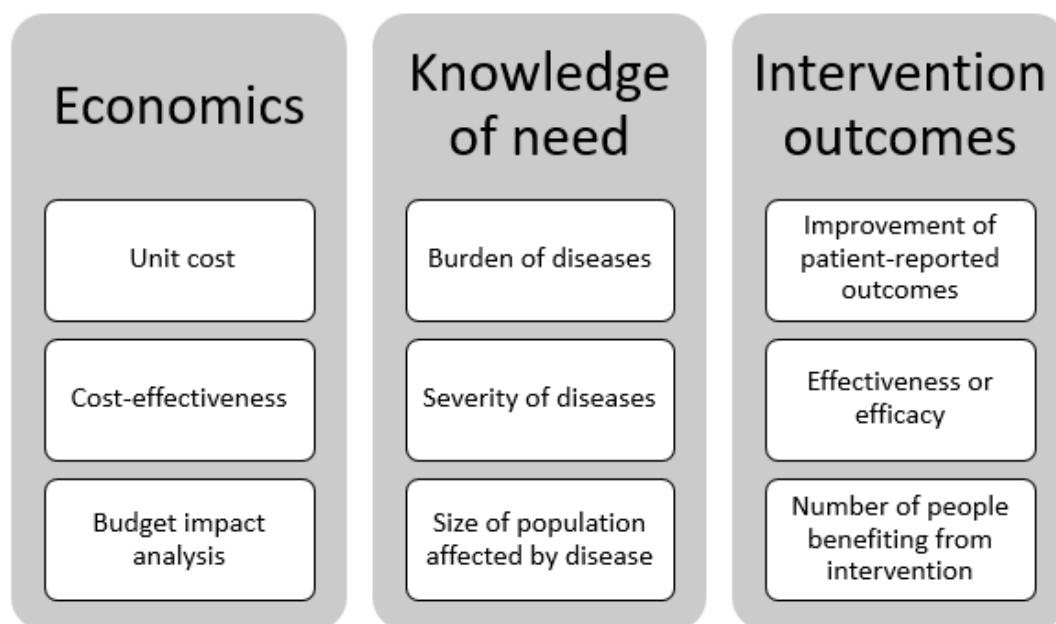 Economics
Unit cost
Cost-effectiveness
Budget impact
analysis
Knowledge
of need
Burden of diseases
Severity of diseases
Size of population
affected by disease
Intervention
outcomes
Improvement of
patient-reported
outcomes
Effectiveness or
efficacy
Number of people
benefiting from
intervention